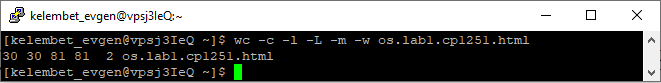 kelembet_evgen@vpsj3IeQ:~
[kelembet_evgen@vpsj3IeQ ~]$ wc -c -l -L -m -w os.lab1.cp1251.html
30 30 81 81  2 os.lab1.cp1251.html
[kelembet_evgen@vpsj3IeQ ~]$